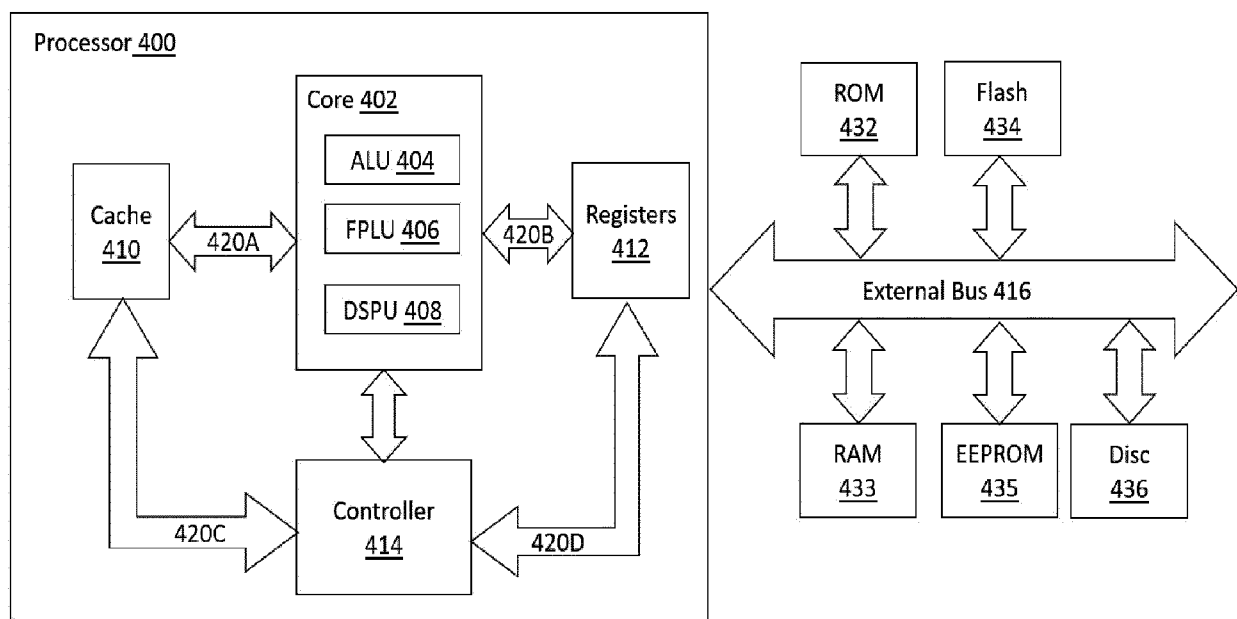 Processor 400
Core 402
ALU 404
FPLU 406
DSPU 408
Cache
410
420A
420B
Registers
412
Controller
414
420C
420D
ROM
432
Flash
434
External Bus 416
RAM
433
EEPROM
435
Disc
436